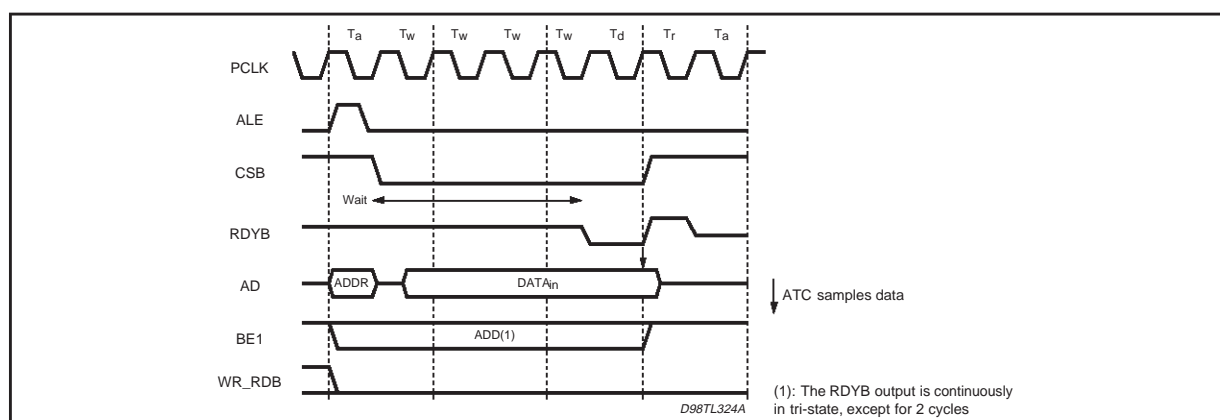 Ta Tw Tw Tw Tw Td Tr Ta
PCLK
ALE
CSB
Wait
RDYB
AD
ADDR
DATAin
ATC samples data
BE1
ADD(1)
WR_RDB
D98TL324A
(1): The RDYB output is continuously
in tri-state, except for 2 cycles